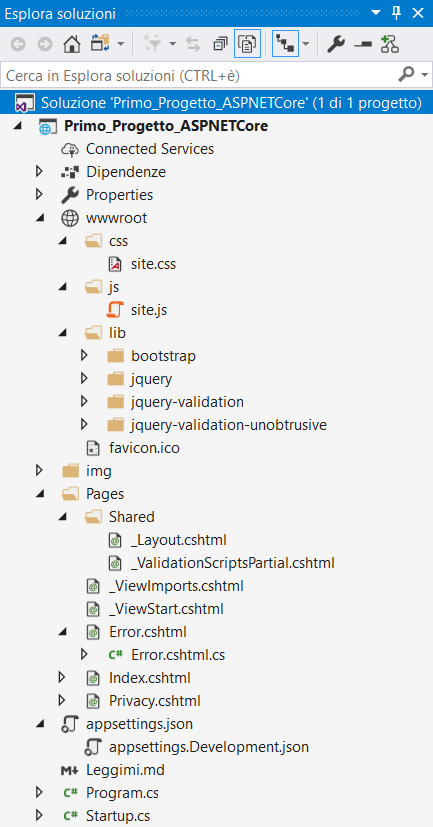 Esplora soluzioni
Cerca in Esplora soluzioni (CTRL+è)
Soluzione 'Primo_Progetto_ASPNETCore' (1 di 1 progetto)
Primo_Progetto_ASPNETCore
Connected Services
Dipendenze
Properties
wwwroot
css
site.css
js
site.js
lib
bootstrap
jquery
jquery-validation
jquery-validation-unobtrusive
favicon.ico
img
Pages
Shared
_Layout.cshtml
_ValidationScriptsPartial.cshtml
_ViewImports.cshtml
_ViewStart.cshtml
Error.cshtml
C# Error.cshtml.cs
Index.cshtml
Privacy.cshtml
appsettings.json
appsettings.Development.json
M Leggimi.md
C# Program.cs
C# Startup.cs